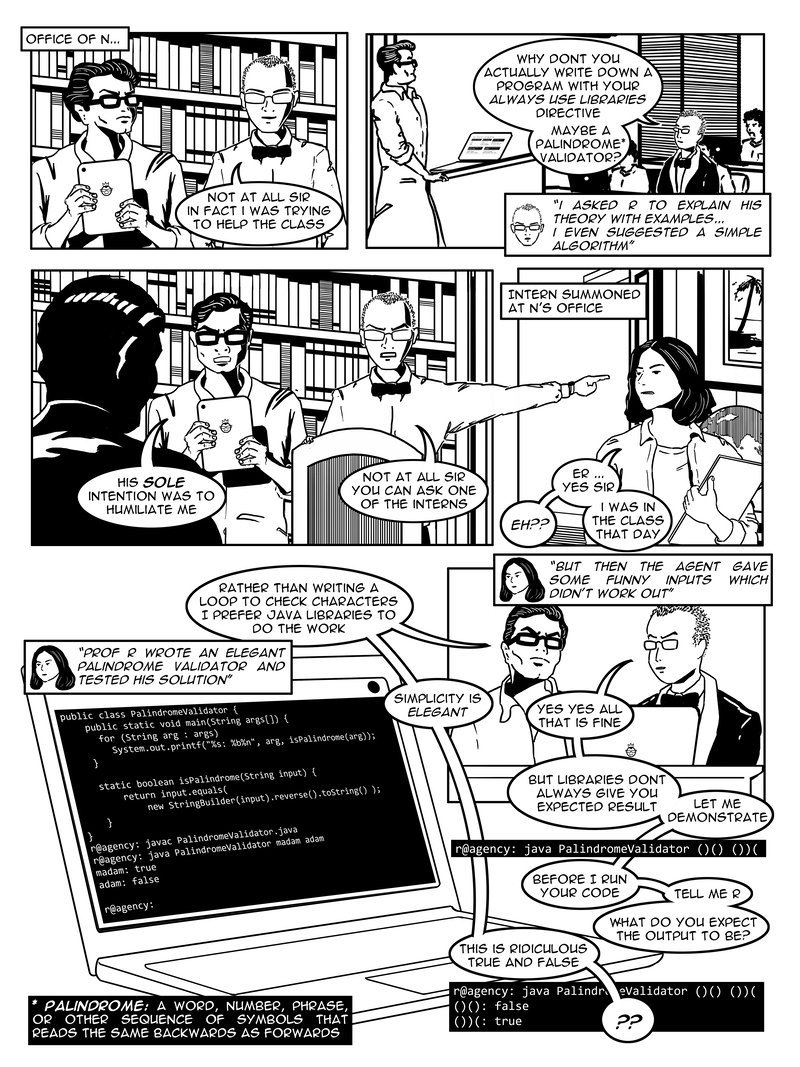 OFFICE OF N...
NOT AT ALL SIR
IN FACT I WAS TRYING
TO HELP THE CLASS
WHY DONT YOU
ACTUALLY WRITE DOWN A
PROGRAM WITH YOUR
ALWAYS USE LIBRARIES
DIRECTIVE
MAYBE A
PALINDROME*
VALIDATOR?
"I ASKED R TO EXPLAIN HIS
THEORY WITH EXAMPLES...
I EVEN SUGGESTED A SIMPLE
ALGORITHM"
HIS SOLE
INTENTION WAS TO
HUMILIATE ME
NOT AT ALL SIR
YOU CAN ASK ONE
OF THE INTERNS
INTERN SUMMONED
AT N'S OFFICE
ER ...
YES SIR
EH??
I WAS IN
THE CLASS
THAT DAY
"PROF R WROTE AN ELEGANT
PALINDROME VALIDATOR AND
TESTED HIS SOLUTION"
RATHER THAN WRITING A
LOOP TO CHECK CHARACTERS
I PREFER JAVA LIBRARIES TO
DO THE WORK
SIMPLICITY IS
ELEGANT
public class PalindromeValidator {
public static void main(String args[]) {
for (String arg : args)
System.out.printf("%s: %b%n", arg, isPalindrome(arg));
}
static boolean isPalindrome(String input) {
return input.equals(
new StringBuilder(input).reverse().toString() );
}
}
r@agency: javac PalindromeValidator.java
r@agency: java PalindromeValidator madam adam
madam: true
adam: false
r@agency:
"BUT THEN THE AGENT GAVE
SOME FUNNY INPUTS WHICH
DIDN'T WORK OUT"
YES YES ALL
THAT IS FINE
BUT LIBRARIES DONT
ALWAYS GIVE YOU
EXPECTED RESULT
LET ME
DEMONSTRATE
r@agency: java PalindromeValidator ()() ())(
BEFORE I RUN
YOUR CODE
TELL ME R
WHAT DO YOU EXPECT
THE OUTPUT TO BE?
THIS IS RIDICULOUS
TRUE AND FALSE
r@agency: java PalindromeValidator ()() ())(
()(): false
())(: true
??
* PALINDROME: A WORD, NUMBER, PHRASE,
OR OTHER SEQUENCE OF SYMBOLS THAT
READS THE SAME BACKWARDS AS FORWARDS